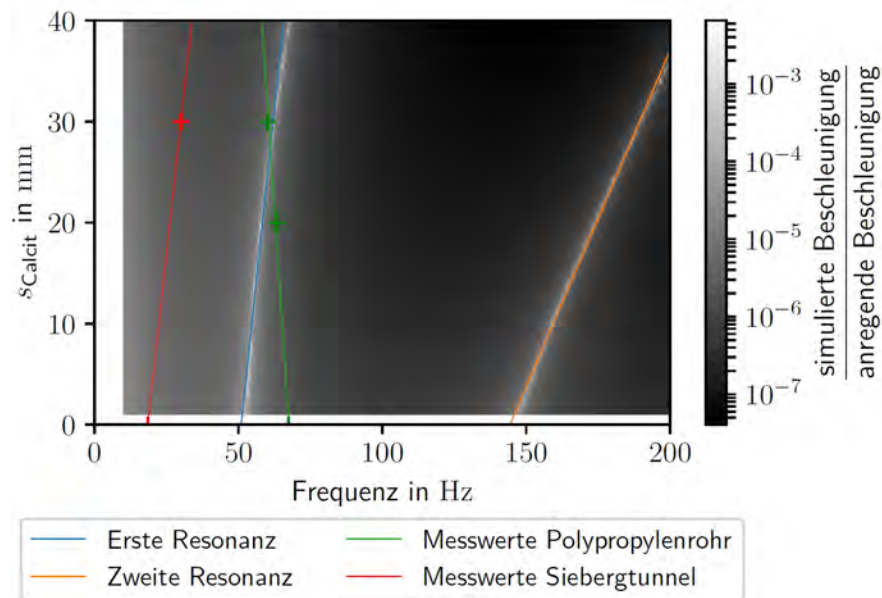 40
30
20
10
0
s_Calcit in mm
0
50
100
150
200
Frequenz in Hz
10⁻³
10⁻⁴
10⁻⁵
10⁻⁶
10⁻⁷
simulierte Beschleunigung
anregende Beschleunigung
Erste Resonanz
Zweite Resonanz
Messwerte Polypropylenrohr
Messwerte Siebergtunnel